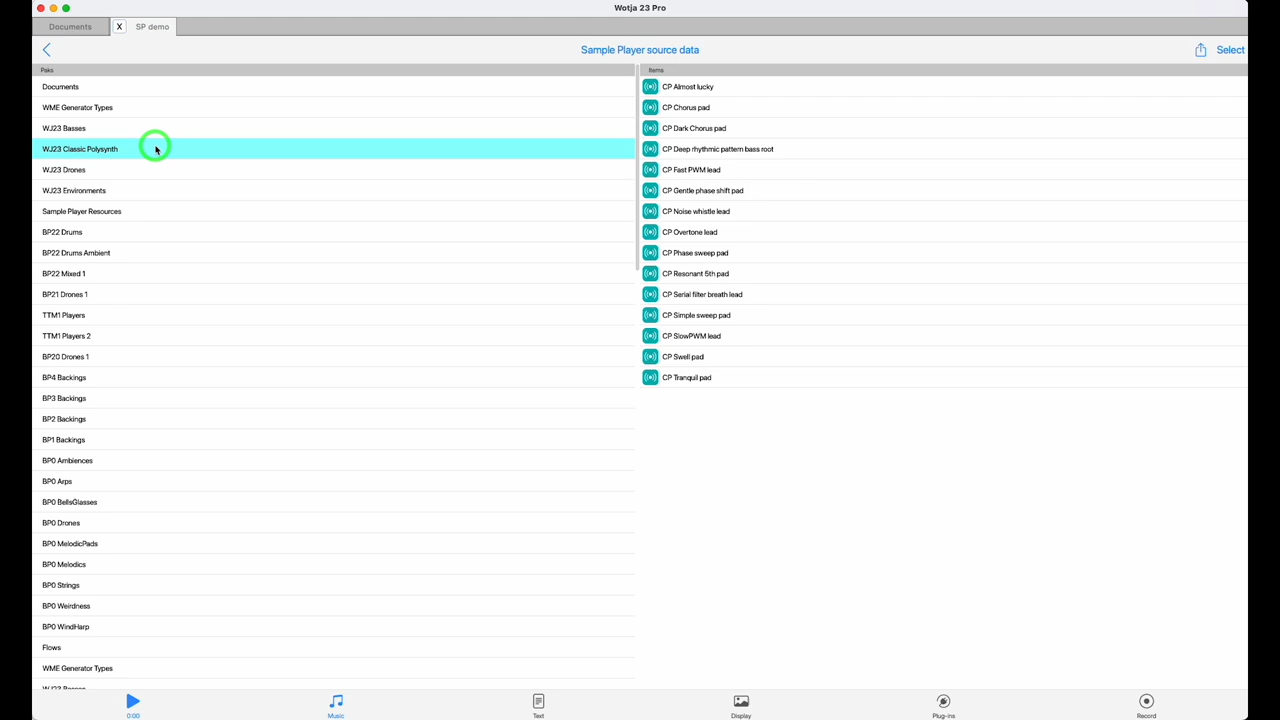 Wotja 23 Pro
Documents
X
SP demo
Sample Player source data
Select
Paks
Documents
WME Generator Types
WJ23 Basses
WJ23 Classic Polysynth
WJ23 Drones
WJ23 Environments
Sample Player Resources
BP22 Drums
BP22 Drums Ambient
BP22 Mixed 1
BP21 Drones 1
TTM1 Players
TTM1 Players 2
BP20 Drones 1
BP4 Backings
BP3 Backings
BP2 Backings
BP1 Backings
BP0 Ambiences
BP0 Arps
BP0 BellsGlasses
BP0 Drones
BP0 MelodicPads
BP0 Melodics
BP0 Strings
BP0 Weirdness
BP0 WindHarp
Flows
WME Generator Types
WJ23 Basses
Items
CP Almost lucky
CP Chorus pad
CP Dark Chorus pad
CP Deep rhythmic pattern bass root
CP Fast PWM lead
CP Gentle phase shift pad
CP Noise whistle lead
CP Overtone lead
CP Phase sweep pad
CP Resonant 5th pad
CP Serial filter breath lead
CP Simple sweep pad
CP SlowPWM lead
CP Swell pad
CP Tranquil pad
0:00
Music
Text
Display
Plug-ins
Record